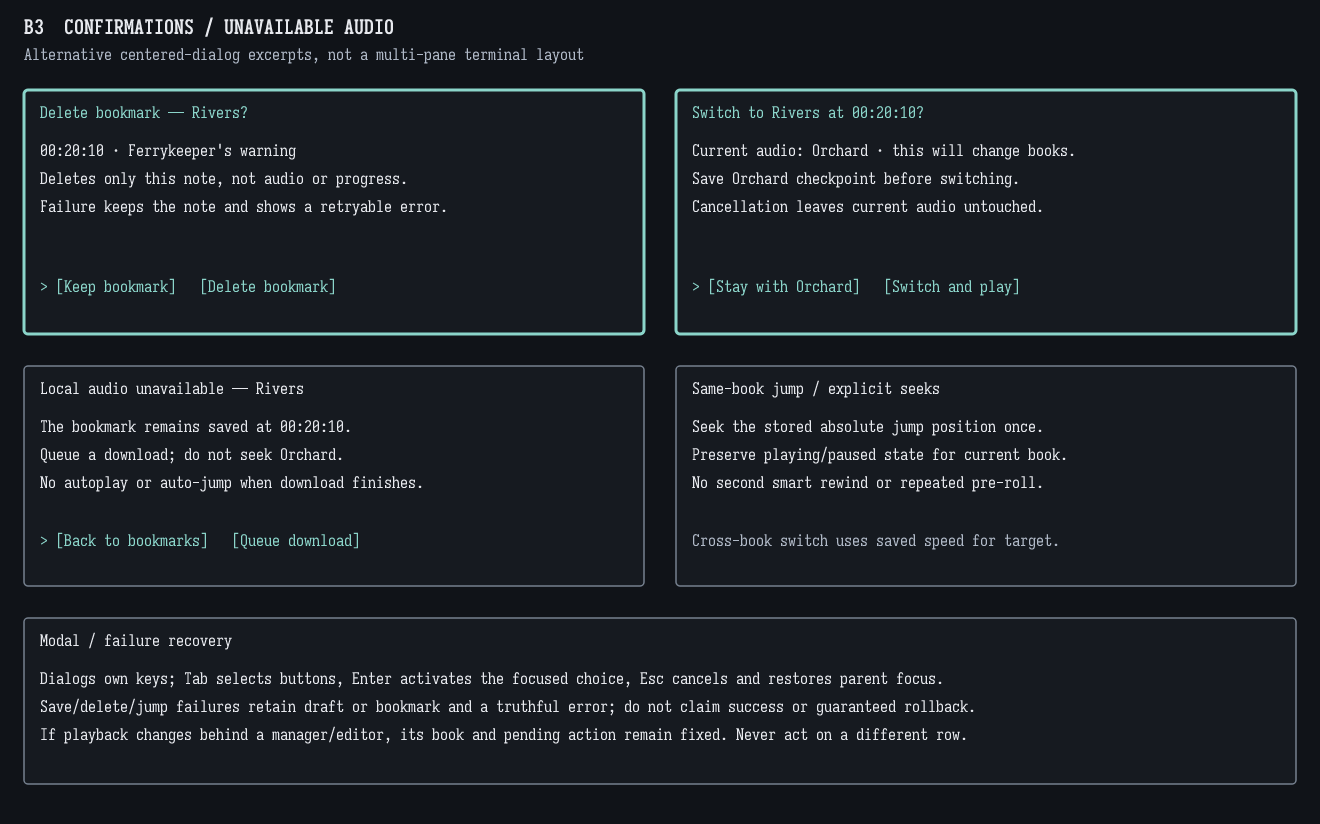 B3  CONFIRMATIONS / UNAVAILABLE AUDIO
Alternative centered-dialog excerpts, not a multi-pane terminal layout
Delete bookmark — Rivers?
00:20:10 · Ferrykeeper's warning
Deletes only this note, not audio or progress.
Failure keeps the note and shows a retryable error.
> [Keep bookmark]   [Delete bookmark]
Switch to Rivers at 00:20:10?
Current audio: Orchard · this will change books.
Save Orchard checkpoint before switching.
Cancellation leaves current audio untouched.
> [Stay with Orchard]   [Switch and play]
Local audio unavailable — Rivers
The bookmark remains saved at 00:20:10.
Queue a download; do not seek Orchard.
No autoplay or auto-jump when download finishes.
> [Back to bookmarks]   [Queue download]
Same-book jump / explicit seeks
Seek the stored absolute jump position once.
Preserve playing/paused state for current book.
No second smart rewind or repeated pre-roll.
Cross-book switch uses saved speed for target.
Modal / failure recovery
Dialogs own keys; Tab selects buttons, Enter activates the focused choice, Esc cancels and restores parent focus.
Save/delete/jump failures retain draft or bookmark and a truthful error; do not claim success or guaranteed rollback.
If playback changes behind a manager/editor, its book and pending action remain fixed. Never act on a different row.